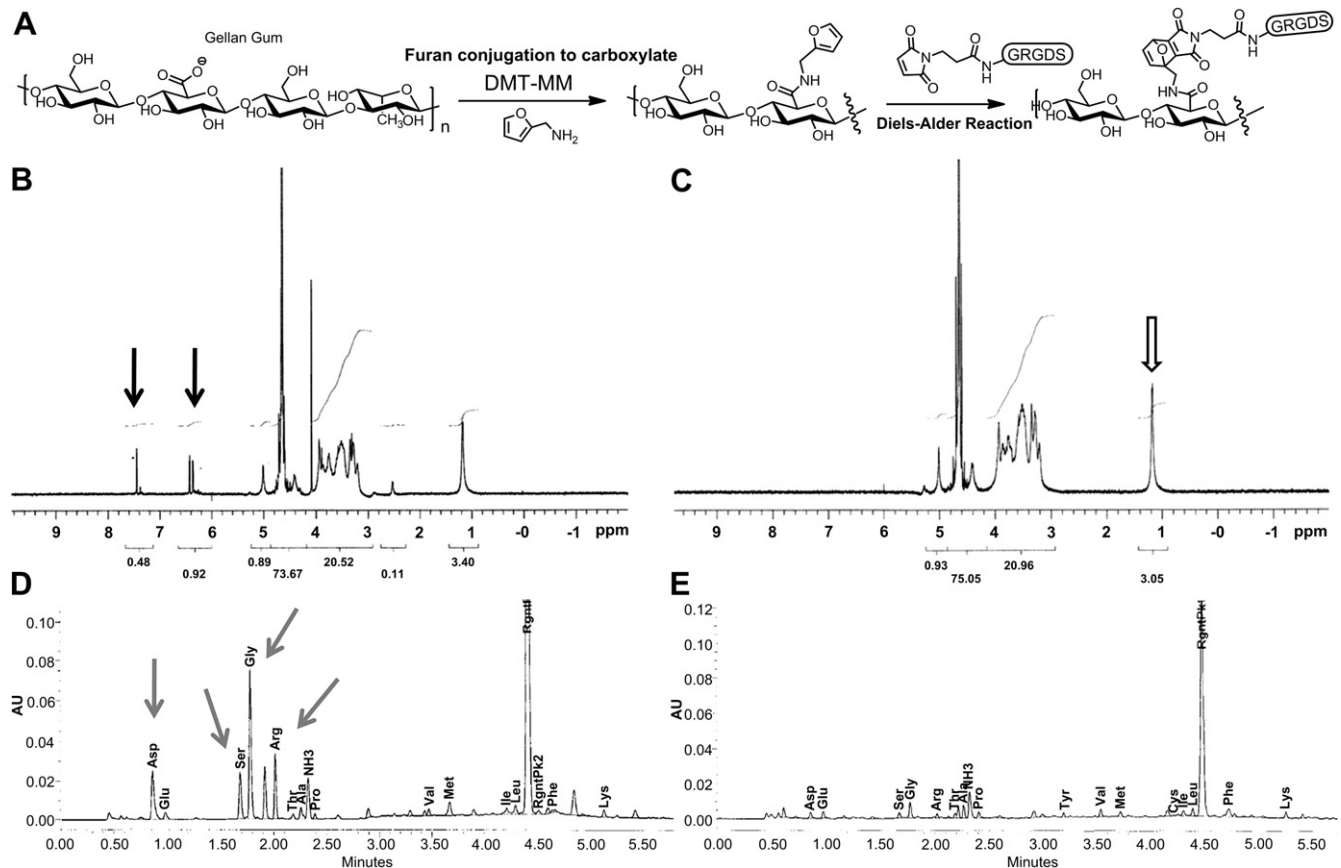 A
Gellan Gum
Furan conjugation to carboxylate
DMT-MM
NH2
GRGDS
Diels-Alder Reaction
GRGDS
B
9 8 7 6 5 4 3 2 1 -0 -1 ppm
0.48 0.92 0.89 73.67 20.52 0.11 3.40
C
9 8 7 6 5 4 3 2 1 -0 -1 ppm
0.93 75.05 20.96 3.05
D
AU
0.10
0.08
0.06
0.04
0.02
0.00
Asp Glu Ser Gly Arg Thr Ala NH3 Pro Val Met Ile Leu RgntPk2 Phe Lys
0.00 0.50 1.00 1.50 2.00 2.50 3.00 3.50 4.00 4.50 5.00 5.50
Minutes
E
AU
0.12
0.10
0.08
0.06
0.04
0.02
0.00
Asp Glu Ser Gly Arg Thr Ala NH3 Pro Tyr Val Met Cys Ile Leu Phe Lys
0.00 0.50 1.00 1.50 2.00 2.50 3.00 3.50 4.00 4.50 5.00 5.50
Minutes